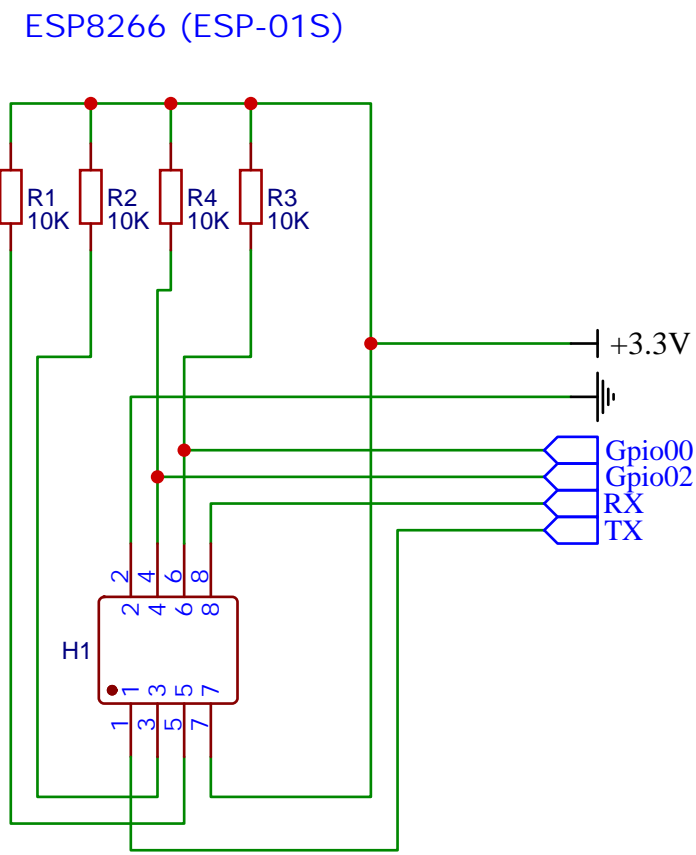 ESP8266 (ESP-01S)
R1
10K
R2
10K
R4
10K
R3
10K
+3.3V
Gpio00
Gpio02
RX
TX
2 4 6 8
2 4 6 8
H1
1 3 5 7
1 3 5 7